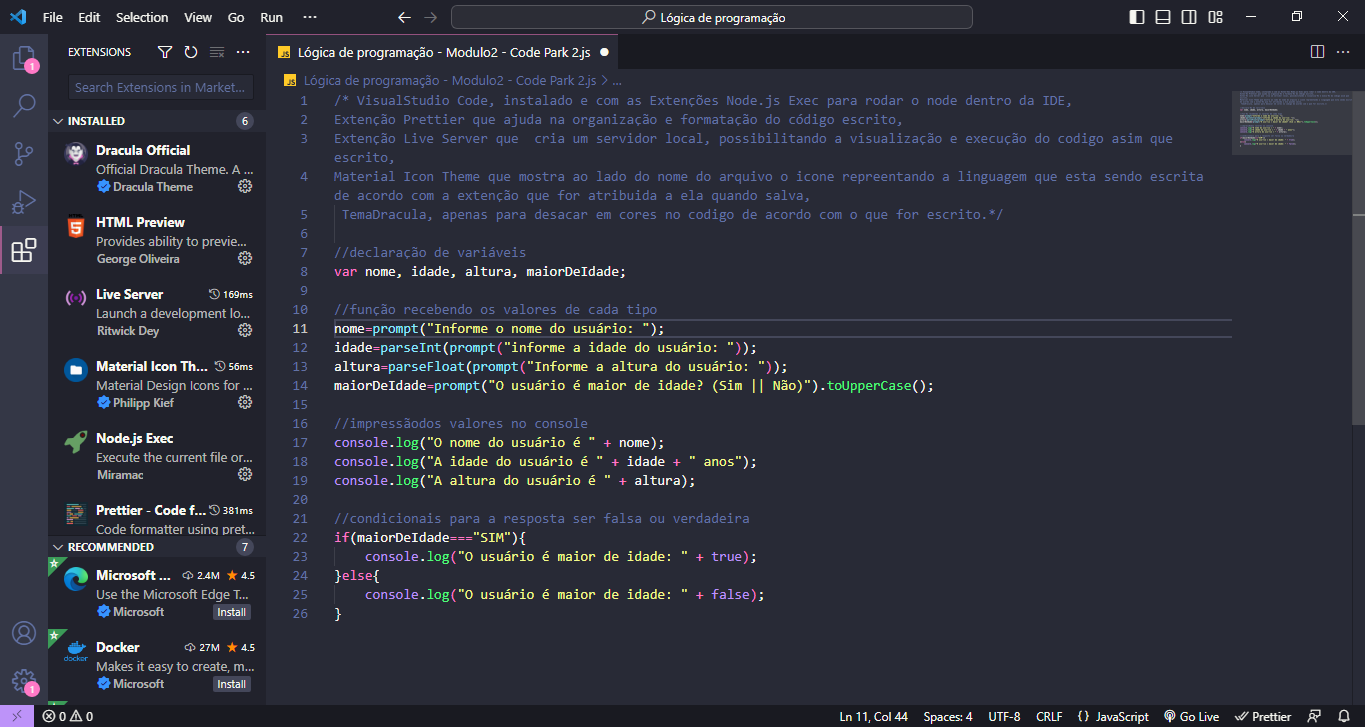 File Edit Selection View Go Run ··· Lógica de programação
EXTENSIONS
Search Extensions in Market...
INSTALLED 6
Dracula Official
Official Dracula Theme. A ...
Dracula Theme
HTML Preview
Provides ability to previe...
George Oliveira
Live Server 169ms
Launch a development lo...
Ritwick Dey
Material Icon Th... 56ms
Material Design Icons for ...
Philipp Kief
Node.js Exec
Execute the current file or...
Miramac
Prettier - Code f... 381ms
Code formatter using pret...
RECOMMENDED 7
Microsoft ... 2.4M 4.5
Use the Microsoft Edge T...
Microsoft Install
Docker 27M 4.5
Makes it easy to create, m...
Microsoft Install
1
1
JS Lógica de programação - Modulo2 - Code Park 2.js
JS Lógica de programação - Modulo2 - Code Park 2.js > ...
1 /* VisualStudio Code, instalado e com as Extenções Node.js Exec para rodar o node dentro da IDE,
2 Extenção Prettier que ajuda na organização e formatação do código escrito,
3 Extenção Live Server que  cria um servidor local, possibilitando a visualização e execução do codigo asim que
escrito,
4 Material Icon Theme que mostra ao lado do nome do arquivo o icone repreentando a linguagem que esta sendo escrita
de acordo com a extenção que for atribuida a ela quando salva,
5  TemaDracula, apenas para desacar em cores no codigo de acordo com o que for escrito.*/
6
7 //declaração de variáveis
8 var nome, idade, altura, maiorDeIdade;
9
10 //função recebendo os valores de cada tipo
11 nome=prompt("Informe o nome do usuário: ");
12 idade=parseInt(prompt("informe a idade do usuário: "));
13 altura=parseFloat(prompt("Informe a altura do usuário: "));
14 maiorDeIdade=prompt("O usuário é maior de idade? (Sim || Não)").toUpperCase();
15
16 //impressãodos valores no console
17 console.log("O nome do usuário é " + nome);
18 console.log("A idade do usuário é " + idade + " anos");
19 console.log("A altura do usuário é " + altura);
20
21 //condicionais para a resposta ser falsa ou verdadeira
22 if(maiorDeIdade==="SIM"){
23     console.log("O usuário é maior de idade: " + true);
24 }else{
25     console.log("O usuário é maior de idade: " + false);
26 }
0 0 Ln 11, Col 44 Spaces: 4 UTF-8 CRLF {} JavaScript Go Live Prettier